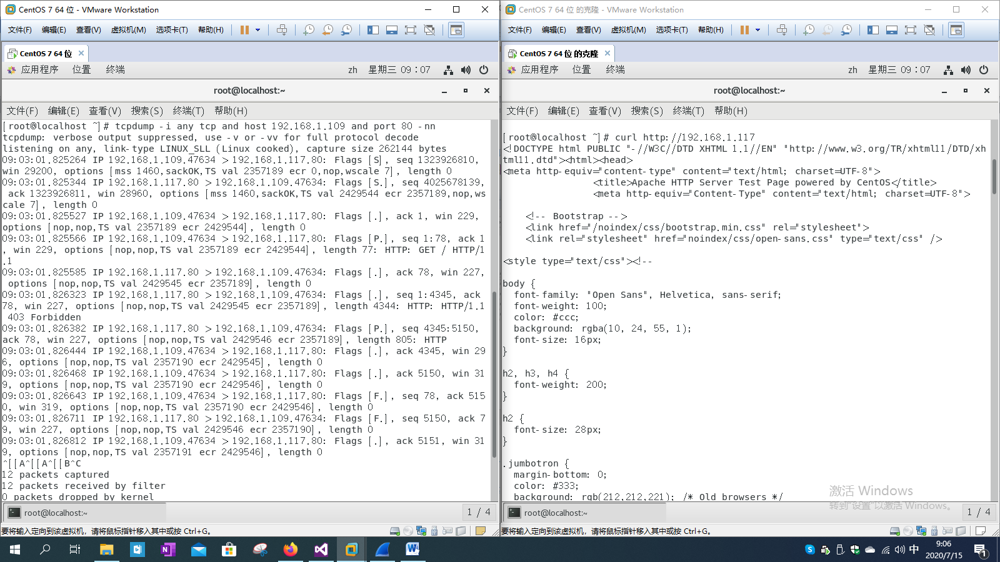 CentOS 7 64 位 - VMware Workstation
文件(F) 编辑(E) 查看(V) 虚拟机(M) 选项卡(T) 帮助(H)
CentOS 7 64 位
应用程序 位置 终端 zh 星期三 09：07
root@localhost:~
文件(F) 编辑(E) 查看(V) 搜索(S) 终端(T) 帮助(H)
[root@localhost ~]# tcpdump -i any tcp and host 192.168.1.109 and port 80 -nn
tcpdump: verbose output suppressed, use -v or -vv for full protocol decode
listening on any, link-type LINUX_SLL (Linux cooked), capture size 262144 bytes
09:03:01.825264 IP 192.168.1.109.47634 > 192.168.1.117.80: Flags [S], seq 1323926810,
win 29200, options [mss 1460,sackOK,TS val 2357189 ecr 0,nop,wscale 7], length 0
09:03:01.825344 IP 192.168.1.117.80 > 192.168.1.109.47634: Flags [S.], seq 4025678139,
ack 1323926811, win 28960, options [mss 1460,sackOK,TS val 2429544 ecr 2357189,nop,ws
cale 7], length 0
09:03:01.825527 IP 192.168.1.109.47634 > 192.168.1.117.80: Flags [.], ack 1, win 229,
options [nop,nop,TS val 2357189 ecr 2429544], length 0
09:03:01.825566 IP 192.168.1.109.47634 > 192.168.1.117.80: Flags [P.], seq 1:78, ack 1
, win 229, options [nop,nop,TS val 2357189 ecr 2429544], length 77: HTTP: GET / HTTP/1
.1
09:03:01.825585 IP 192.168.1.117.80 > 192.168.1.109.47634: Flags [.], ack 78, win 227,
options [nop,nop,TS val 2429545 ecr 2357189], length 0
09:03:01.826323 IP 192.168.1.117.80 > 192.168.1.109.47634: Flags [.], seq 1:4345, ack
78, win 227, options [nop,nop,TS val 2429545 ecr 2357189], length 4344: HTTP: HTTP/1.1
403 Forbidden
09:03:01.826382 IP 192.168.1.117.80 > 192.168.1.109.47634: Flags [P.], seq 4345:5150,
ack 78, win 227, options [nop,nop,TS val 2429546 ecr 2357189], length 805: HTTP
09:03:01.826444 IP 192.168.1.109.47634 > 192.168.1.117.80: Flags [.], ack 4345, win 29
6, options [nop,nop,TS val 2357190 ecr 2429545], length 0
09:03:01.826468 IP 192.168.1.109.47634 > 192.168.1.117.80: Flags [.], ack 5150, win 31
9, options [nop,nop,TS val 2357190 ecr 2429546], length 0
09:03:01.826643 IP 192.168.1.109.47634 > 192.168.1.117.80: Flags [F.], seq 78, ack 515
0, win 319, options [nop,nop,TS val 2357190 ecr 2429546], length 0
09:03:01.826711 IP 192.168.1.117.80 > 192.168.1.109.47634: Flags [F.], seq 5150, ack 7
9, win 227, options [nop,nop,TS val 2429546 ecr 2357190], length 0
09:03:01.826812 IP 192.168.1.109.47634 > 192.168.1.117.80: Flags [.], ack 5151, win 31
9, options [nop,nop,TS val 2357191 ecr 2429546], length 0
^[[A^[[A^[[B^C
12 packets captured
12 packets received by filter
0 packets dropped by kernel
root@localhost:~ 1 / 4
要将输入定向到该虚拟机，请将鼠标指针移入其中或按 Ctrl+G。
CentOS 7 64 位 的克隆 - VMware Workstation
文件(F) 编辑(E) 查看(V) 虚拟机(M) 选项卡(T) 帮助(H)
CentOS 7 64 位 的克隆
应用程序 位置 终端 zh 星期三 09：07
root@localhost:~
文件(F) 编辑(E) 查看(V) 搜索(S) 终端(T) 帮助(H)
[root@localhost ~]# curl http://192.168.1.117
<!DOCTYPE html PUBLIC "-//W3C//DTD XHTML 1.1//EN" "http://www.w3.org/TR/xhtml11/DTD/xh
tml11.dtd"><html><head>
<meta http-equiv="content-type" content="text/html; charset=UTF-8">
<title>Apache HTTP Server Test Page powered by CentOS</title>
<meta http-equiv="Content-Type" content="text/html; charset=UTF-8">
<!-- Bootstrap -->
<link href="/noindex/css/bootstrap.min.css" rel="stylesheet">
<link rel="stylesheet" href="noindex/css/open-sans.css" type="text/css" />
<style type="text/css"><!--
body {
font-family: "Open Sans", Helvetica, sans-serif;
font-weight: 100;
color: #ccc;
background: rgba(10, 24, 55, 1);
font-size: 16px;
}
h2, h3, h4 {
font-weight: 200;
}
h2 {
font-size: 28px;
}
.jumbotron {
margin-bottom: 0;
color: #333;
background: rgb(212,212,221); /* Old browsers */
激活 Windows
转到"设置"以激活 Windows。
root@localhost:~ 1 / 4
要将输入定向到该虚拟机，请将鼠标指针移入其中或按 Ctrl+G。
中 9:06
2020/7/15
1